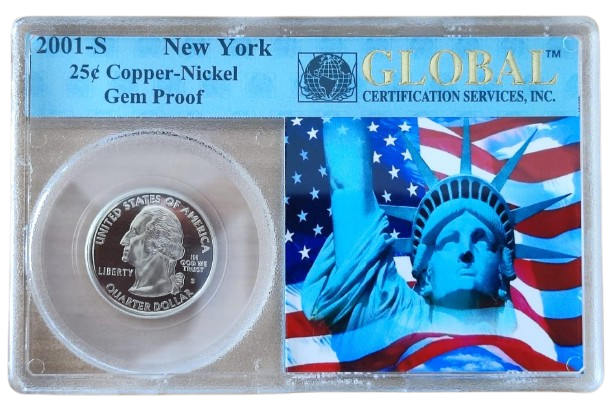 2001-S New York
25¢ Copper-Nickel
Gem Proof
GLOBAL™
CERTIFICATION SERVICES, INC.
UNITED STATES OF AMERICA
LIBERTY
IN
GOD WE
TRUST
S
QUARTER DOLLAR